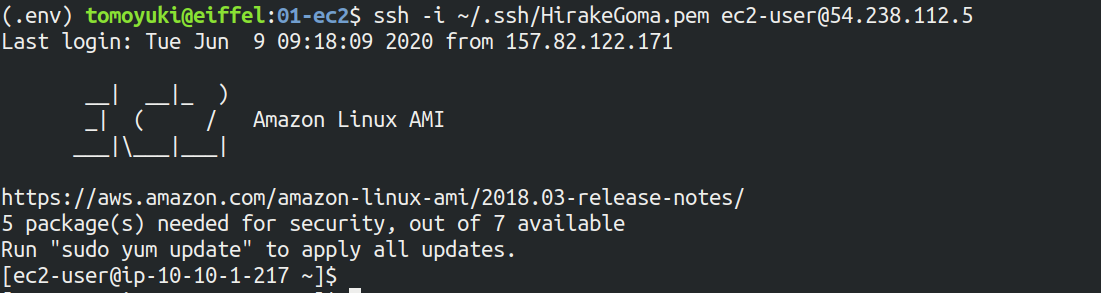 (.env) tomoyuki@eiffel:01-ec2$ ssh -i ~/.ssh/HirakeGoma.pem ec2-user@54.238.112.5
Last login: Tue Jun  9 09:18:09 2020 from 157.82.122.171

       __|  __|_  )
       _|  (     /   Amazon Linux AMI
      ___|\___|___|

https://aws.amazon.com/amazon-linux-ami/2018.03-release-notes/
5 package(s) needed for security, out of 7 available
Run "sudo yum update" to apply all updates.
[ec2-user@ip-10-10-1-217 ~]$